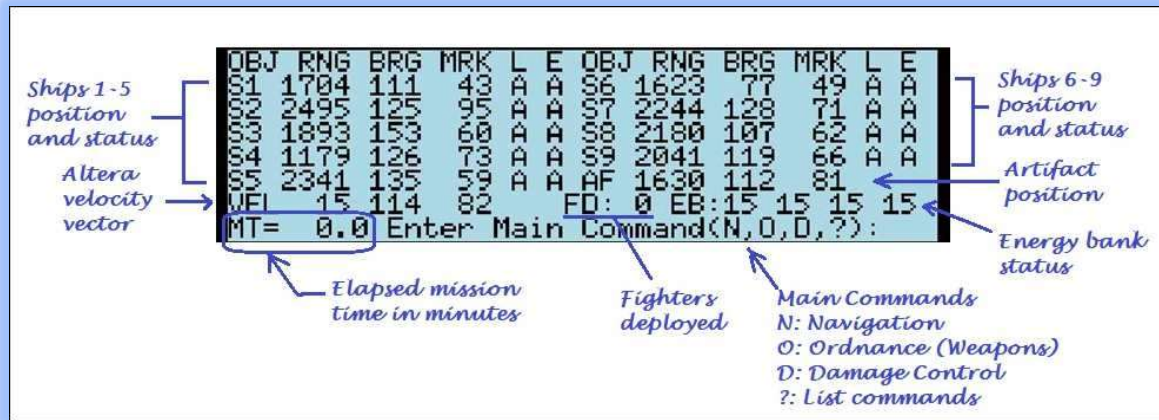 OBJ RNG BRG MRK L E OBJ RNG BRG MRK L E
S1 1704 111 43 A A S6 1623 77 49 A A
S2 2495 125 95 A A S7 2244 128 71 A A
S3 1893 153 60 A A S8 2180 107 62 A A
S4 1179 126 73 A A S9 2041 119 66 A A
S5 2341 135 59 A A AF 1630 112 81
VEL 15 114 82 FD: 0 EB:15 15 15 15
MT= 0.0 Enter Main Command(N,O,D,?):
Ships 1-5
position
and status
Altera
velocity
vector
Ships 6-9
position
and status
Artifact
position
Energy bank
status
Elapsed mission
time in minutes
Fighters
deployed
Main Commands
N: Navigation
O: Ordnance (Weapons)
D: Damage Control
?: List commands